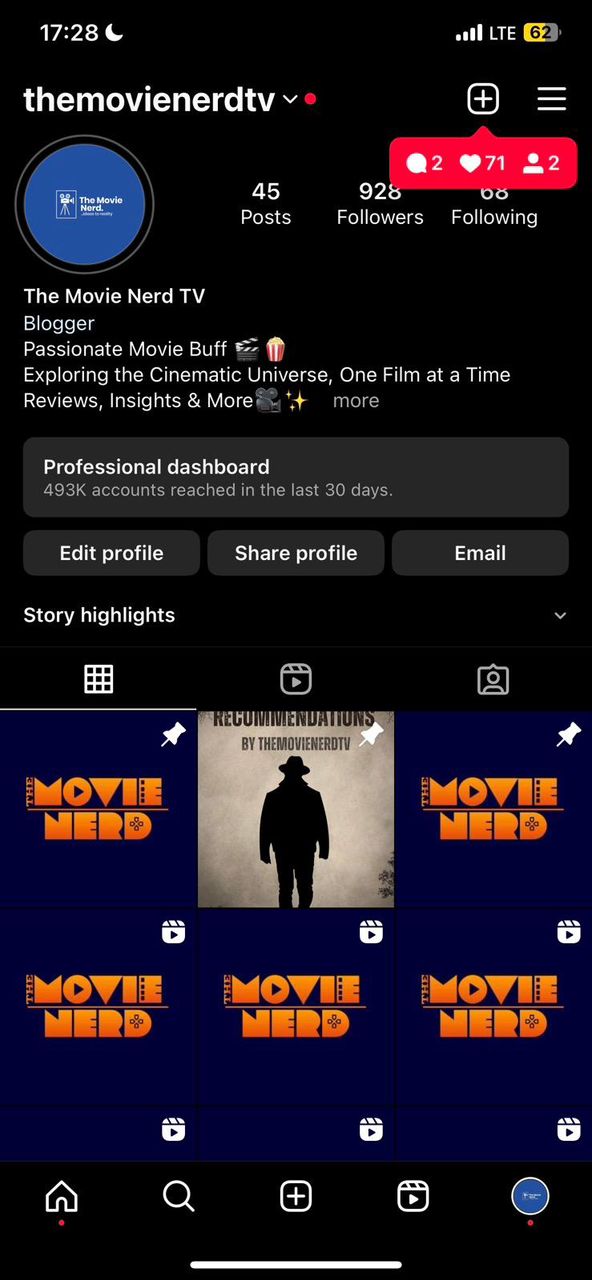 17:28
LTE
62
themovienerdtv
2
71
2
The Movie
Nerd.
45
928
68
Posts
Followers
Following
The Movie Nerd TV
Blogger
Passionate Movie Buff 🎬🍿
Exploring the Cinematic Universe, One Film at a Time
Reviews, Insights & More🎥✨ more
Professional dashboard
493K accounts reached in the last 30 days.
Edit profile
Share profile
Email
Story highlights
RECOMMENDATIONS
BY THEMOVIENERDTV
THE MOVIE
NERD
THE MOVIE
NERD
THE MOVIE
NERD
THE MOVIE
NERD
THE MOVIE
NERD